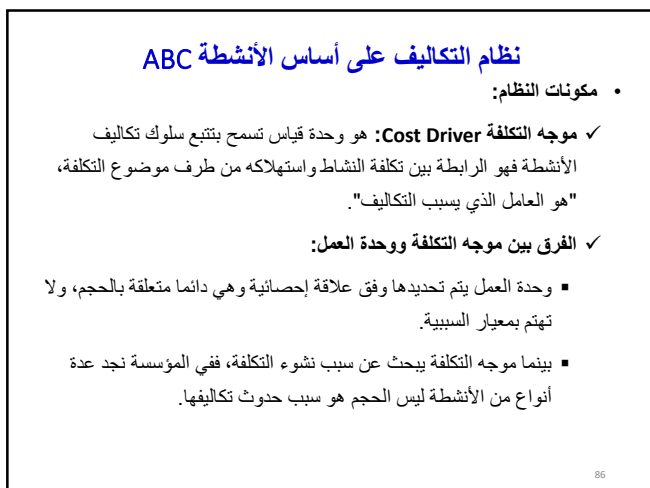 نظام التكاليف على أساس الأنشطة ABC
• مكونات النظام:
✓ موجه التكلفة Cost Driver: هو وحدة قياس تسمح بتتبع سلوك تكاليف
الأنشطة فهو الرابطة بين تكلفة النشاط واستهلاكه من طرف موضوع التكلفة،
"هو العامل الذي يسبب التكاليف".
✓ الفرق بين موجه التكلفة ووحدة العمل:
▪ وحدة العمل يتم تحديدها وفق علاقة إحصائية وهي دائما متعلقة بالحجم، ولا
تهتم بمعيار السببية.
▪ بينما موجه التكلفة يبحث عن سبب نشوء التكلفة، ففي المؤسسة نجد عدة
أنواع من الأنشطة ليس الحجم هو سبب حدوث تكاليفها.
86